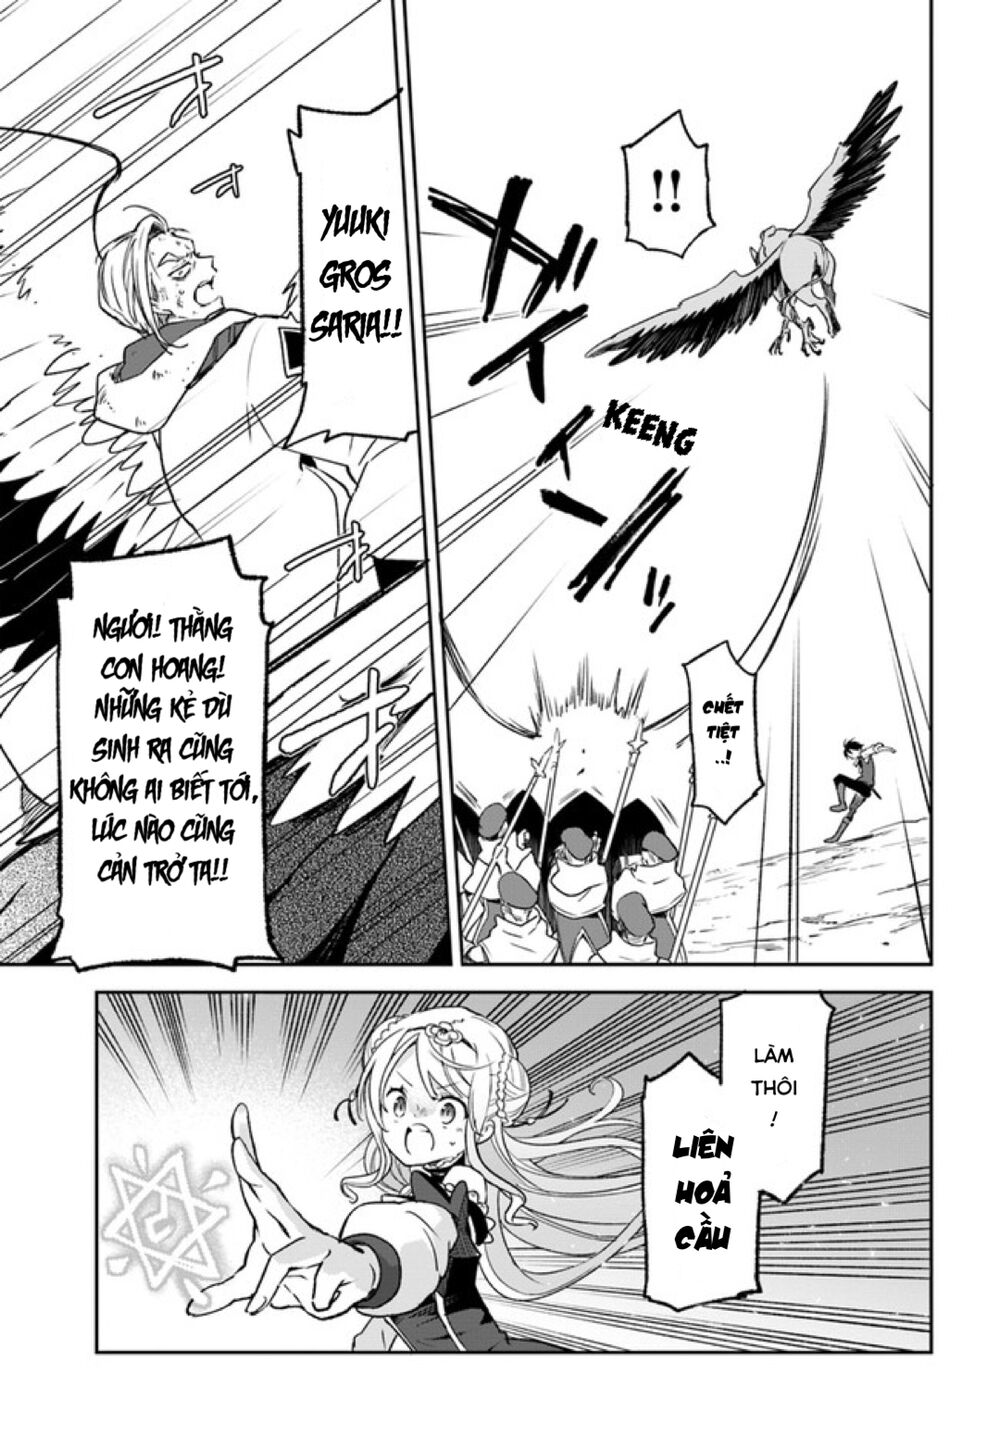 !!
KEENG
CHẾT
TIỆT
..!
YUUKI
GROS
SARIA!!
NGƯƠI! THẰNG
CON HOANG!
NHỮNG KẺ DÙ
SINH RA CŨNG
KHÔNG AI BIẾT TỚI,
LÚC NÀO CŨNG
CẢN TRỞ TA!!
LÀM
THÔI
!
LIÊN
HOẢ
CẦU